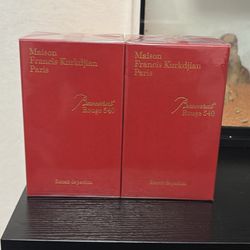 Maison
Francis Kurkdjian
Paris
Baccarat
Rouge 540
Extrait de parfum
Maison
Francis Kurkdjian
Paris
Baccarat
Rouge 540
Extrait de parfum